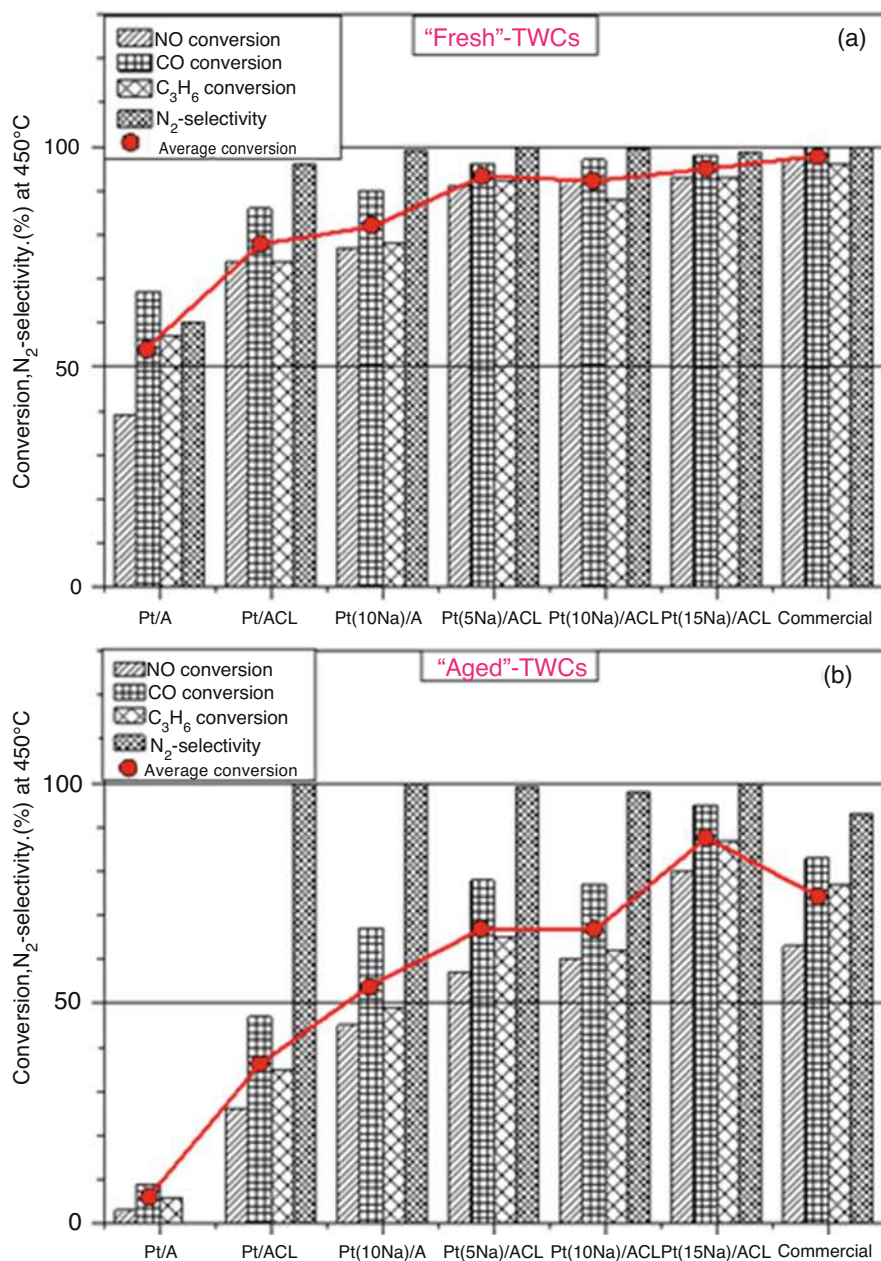 "Fresh"-TWCs
(a)
NO conversion
CO conversion
C₃H₆ conversion
N₂-selectivity
Average conversion
Conversion,N₂-selectivity.(%) at 450°C
100
50
0
Pt/A Pt/ACL Pt(10Na)/A Pt(5Na)/ACL Pt(10Na)/ACL Pt(15Na)/ACL Commercial
"Aged"-TWCs
(b)
NO conversion
CO conversion
C₃H₆ conversion
N₂-selectivity
Average conversion
Conversion,N₂-selectivity.(%) at 450°C
100
50
0
Pt/A Pt/ACL Pt(10Na)/A Pt(5Na)/ACL Pt(10Na)/ACL Pt(15Na)/ACL Commercial